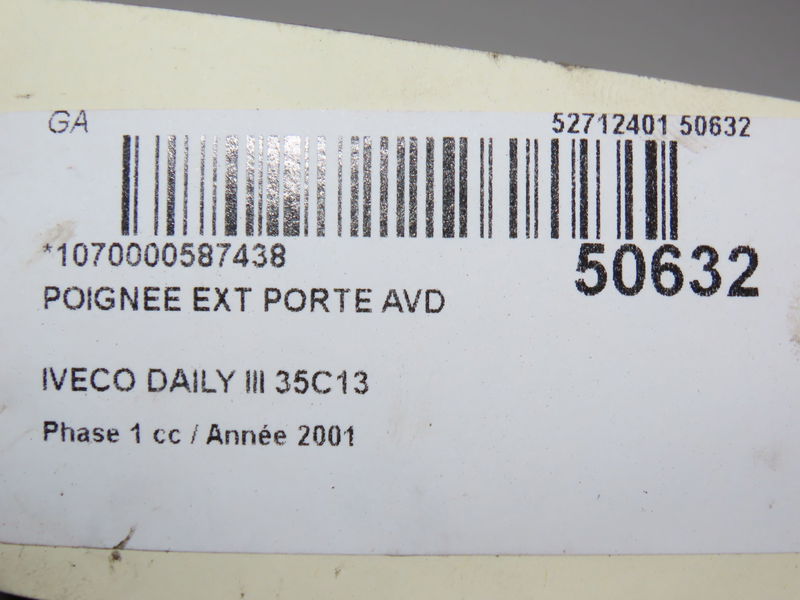 GA 52712401 50632
*1070000587438 50632
POIGNEE EXT PORTE AVD
IVECO DAILY III 35C13
Phase 1 cc / Année 2001